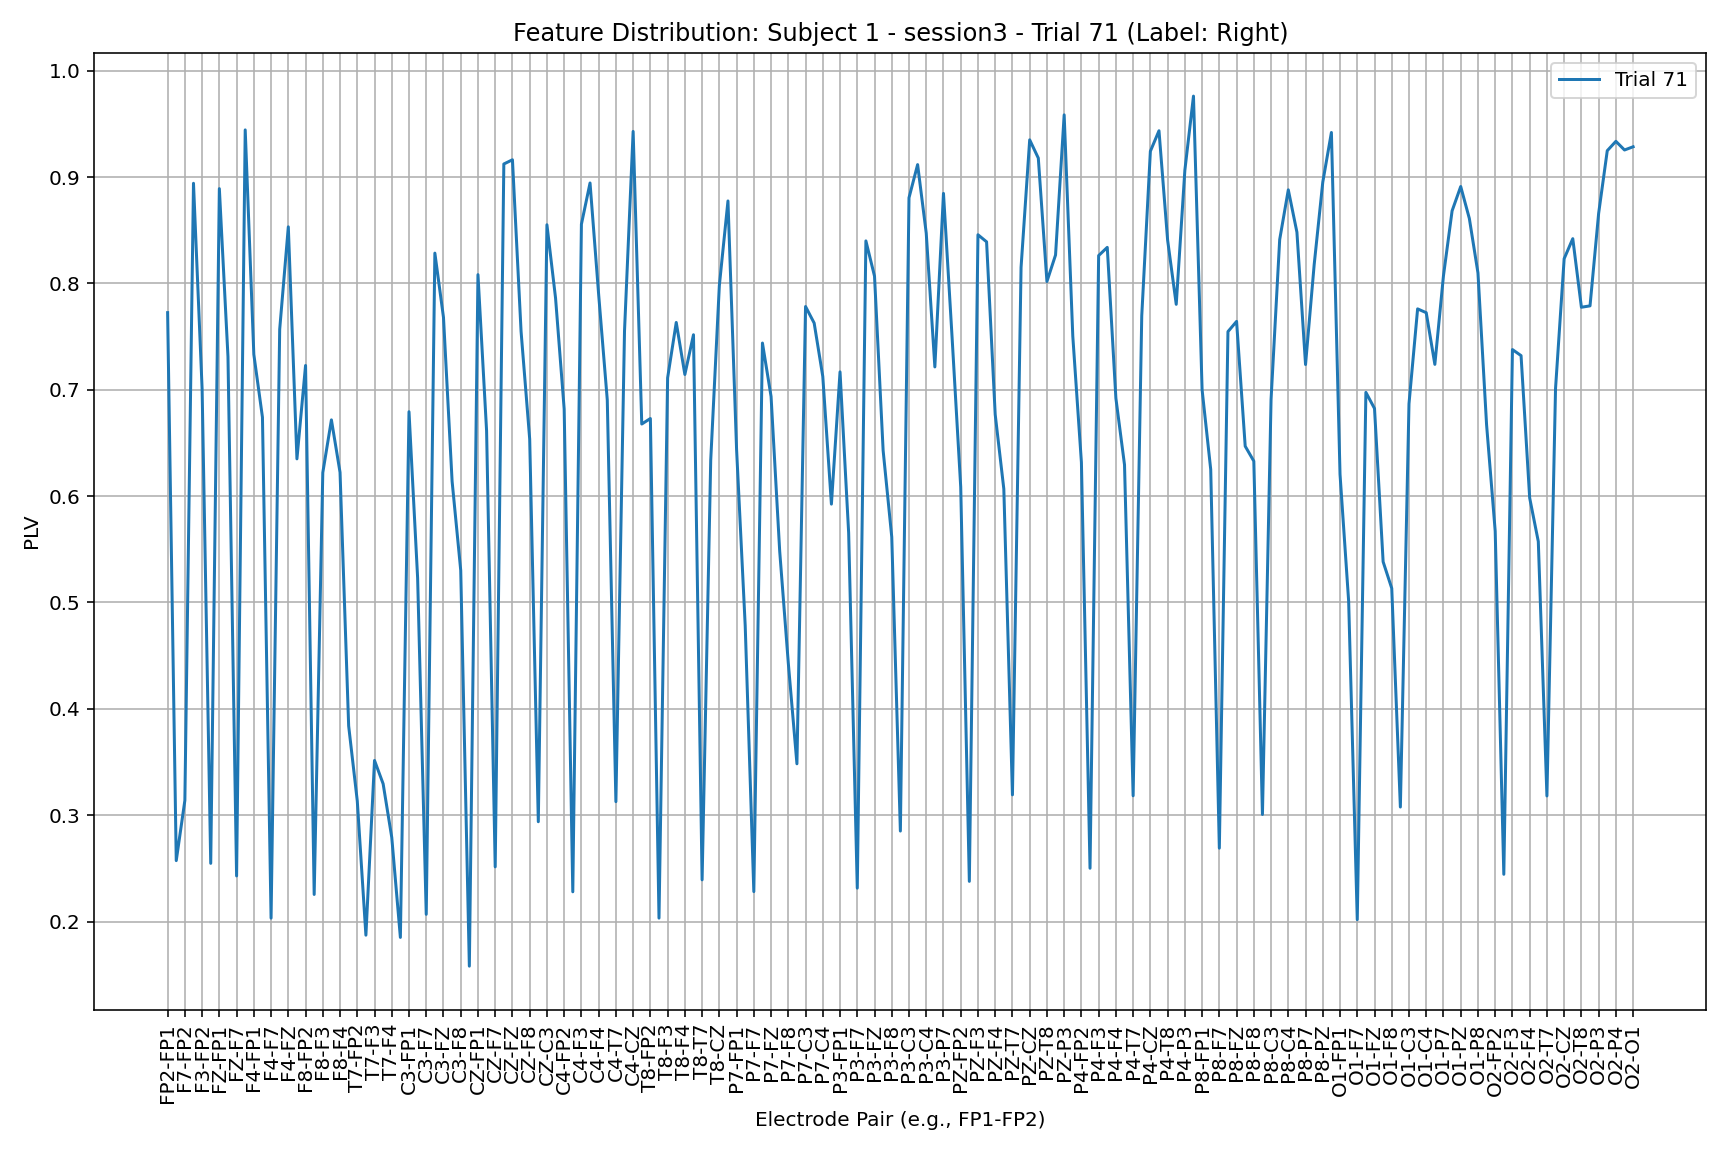 Feature Distribution: Subject 1 - session3 - Trial 71 (Label: Right)
Trial 71
PLV
1.0
0.9
0.8
0.7
0.6
0.5
0.4
0.3
0.2
FP2-FP1
F7-FP2
F3-FP2
FZ-FP1
FZ-F7
F4-FP1
F4-F7
F4-FZ
F8-FP2
F8-F3
F8-F4
T7-FP2
T7-F3
T7-F4
C3-FP1
C3-F7
C3-FZ
C3-F8
CZ-FP1
CZ-F7
CZ-FZ
CZ-F8
CZ-C3
C4-FP2
C4-F3
C4-F4
C4-T7
C4-CZ
T8-FP2
T8-F3
T8-F4
T8-T7
T8-CZ
P7-FP1
P7-F7
P7-FZ
P7-F8
P7-C3
P7-C4
P3-FP1
P3-F7
P3-FZ
P3-F8
P3-C3
P3-C4
P3-P7
PZ-FP2
PZ-F3
PZ-F4
PZ-T7
PZ-CZ
PZ-T8
PZ-P3
P4-FP2
P4-F3
P4-F4
P4-T7
P4-CZ
P4-T8
P4-P3
P8-FP1
P8-F7
P8-FZ
P8-F8
P8-C3
P8-C4
P8-P7
P8-PZ
O1-FP1
O1-F7
O1-FZ
O1-F8
O1-C3
O1-C4
O1-P7
O1-PZ
O1-P8
O2-FP2
O2-F3
O2-F4
O2-T7
O2-CZ
O2-T8
O2-P3
O2-P4
O2-O1
Electrode Pair (e.g., FP1-FP2)